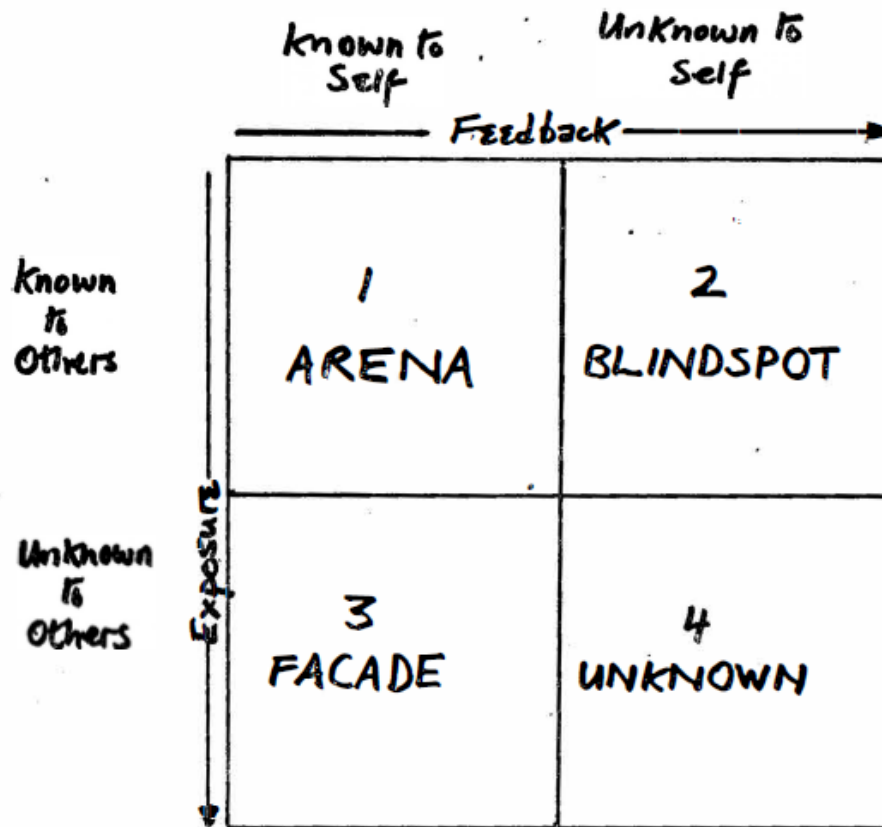 Known to
Self
Unknown to
Self
Feedback
Known
to
Others
1
ARENA
2
BLINDSPOT
Exposure
Unknown
to
Others
3
FACADE
4
UNKNOWN